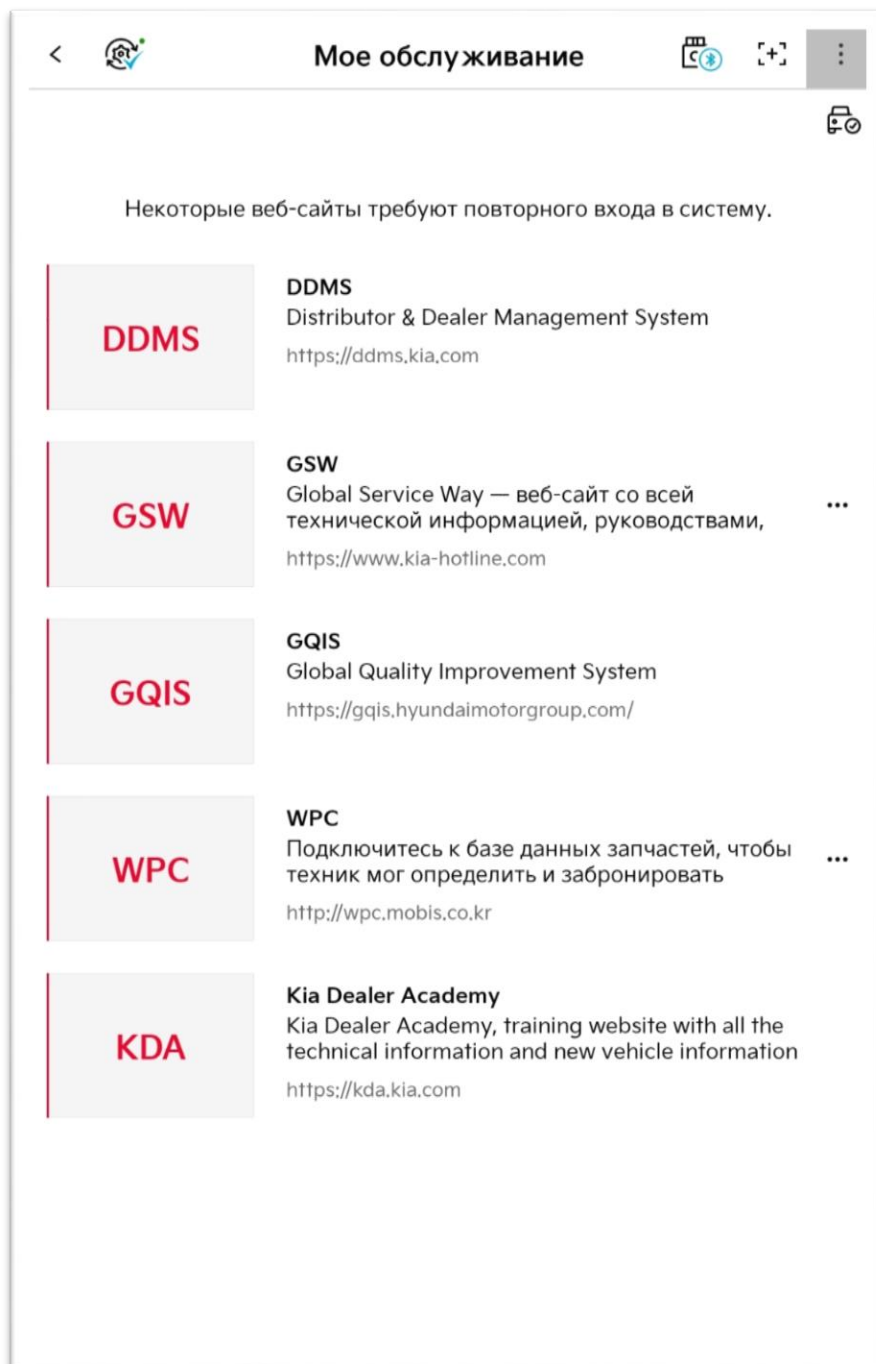 Мое обслуживание
Некоторые веб-сайты требуют повторного входа в систему.
DDMS
DDMS
Distributor & Dealer Management System
https://ddms.kia.com
GSW
GSW
Global Service Way — веб-сайт со всей
технической информацией, руководствами,
...
https://www.kia-hotline.com
GQIS
GQIS
Global Quality Improvement System
https://gqis.hyundaimotorgroup.com/
WPC
WPC
Подключитесь к базе данных запчастей, чтобы
техник мог определить и забронировать
...
http://wpc.mobis.co.kr
KDA
Kia Dealer Academy
Kia Dealer Academy, training website with all the
technical information and new vehicle information
https://kda.kia.com